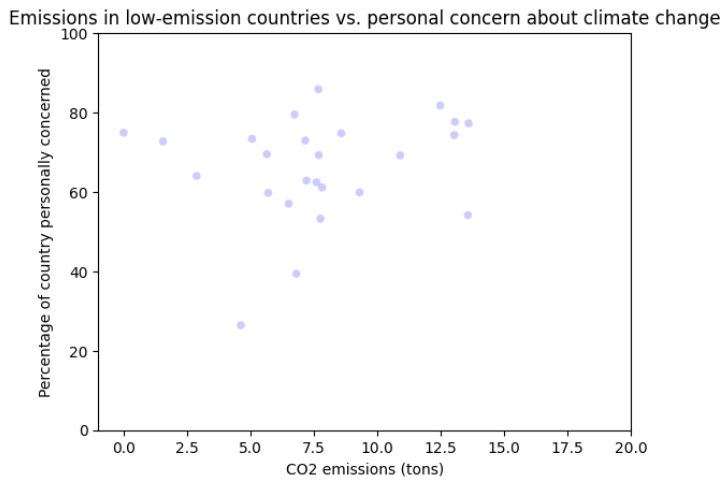 Emissions in low-emission countries vs. personal concern about climate change
100
80
60
40
20
0
Percentage of country personally concerned
0.0 2.5 5.0 7.5 10.0 12.5 15.0 17.5 20.0
CO2 emissions (tons)